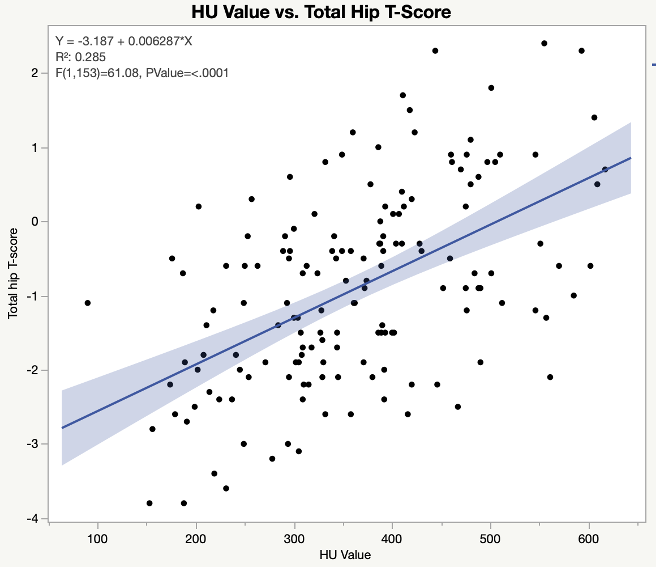 HU Value vs. Total Hip T-Score
Y = -3.187 + 0.006287*X
R²: 0.285
F(1,153)=61.08, PValue=<.0001
2
1
0
-1
-2
-3
-4
Total hip T-score
100 200 300 400 500 600
HU Value